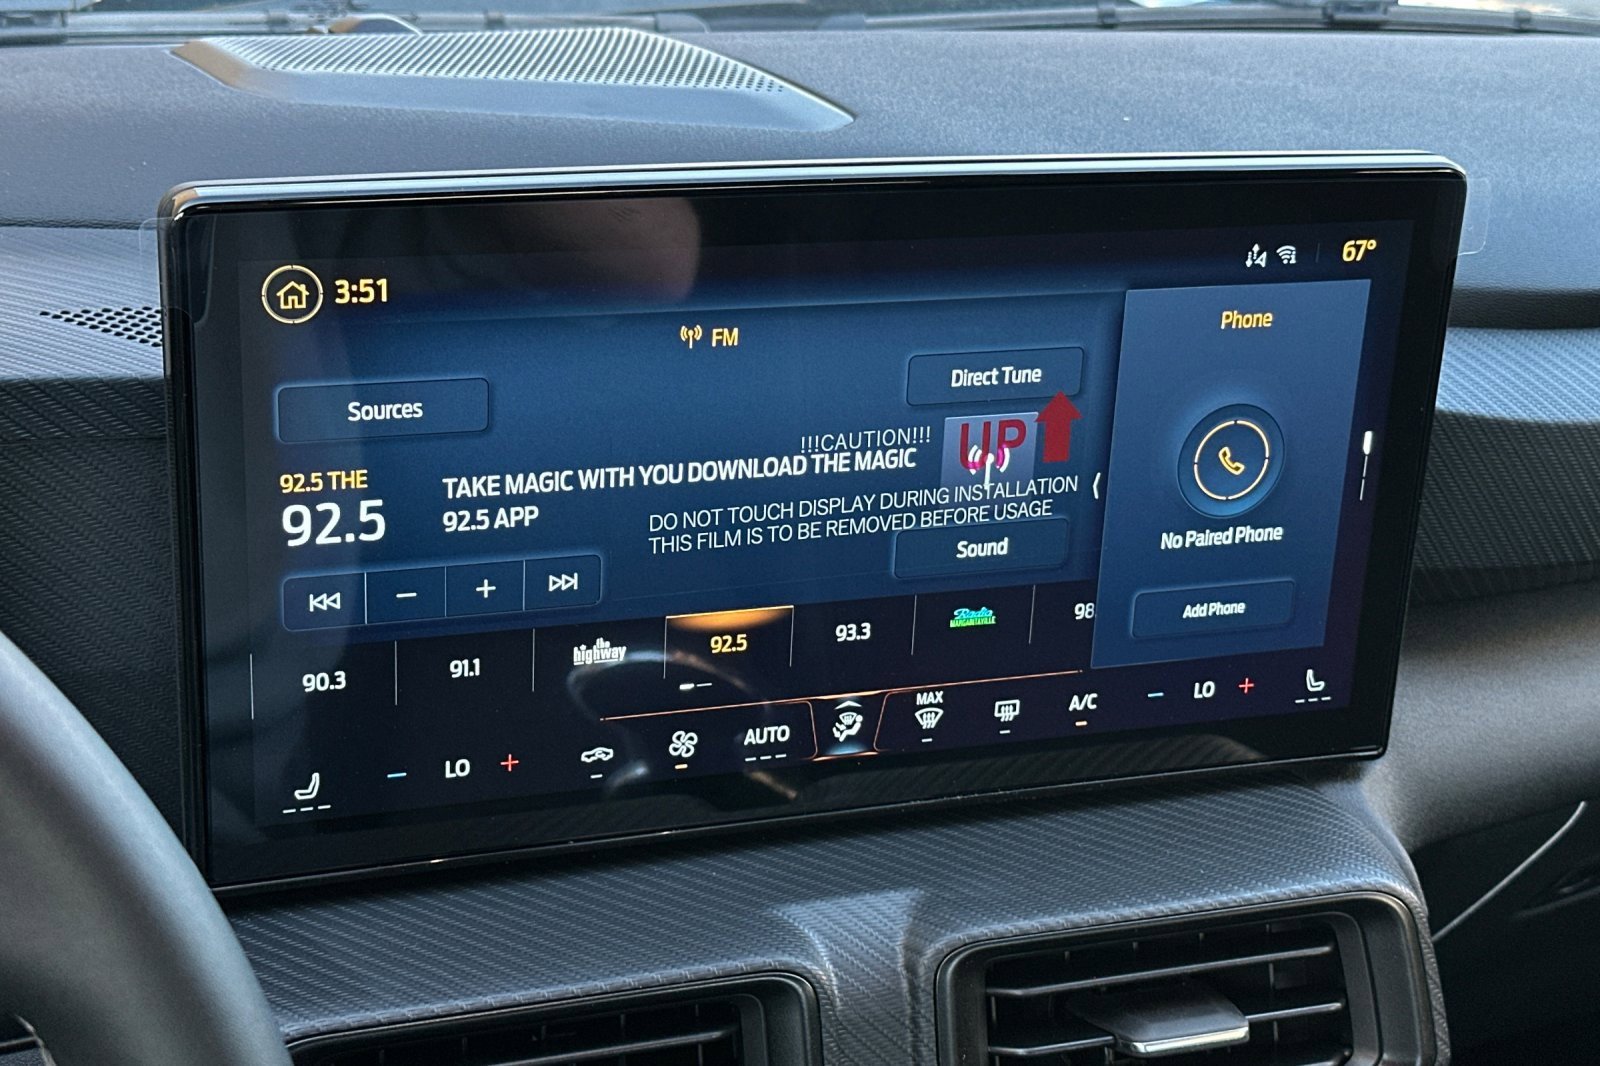 3:51
67°
FM
Phone
Sources
Direct Tune
UP
!!!CAUTION!!!
92.5 THE
92.5
TAKE MAGIC WITH YOU DOWNLOAD THE MAGIC
92.5 APP
DO NOT TOUCH DISPLAY DURING INSTALLATION
THIS FILM IS TO BE REMOVED BEFORE USAGE
Sound
No Paired Phone
Add Phone
90.3
91.1
the
highway
92.5
93.3
Radio
MARGARITAVILLE
98.
LO
AUTO
MAX
A/C
LO